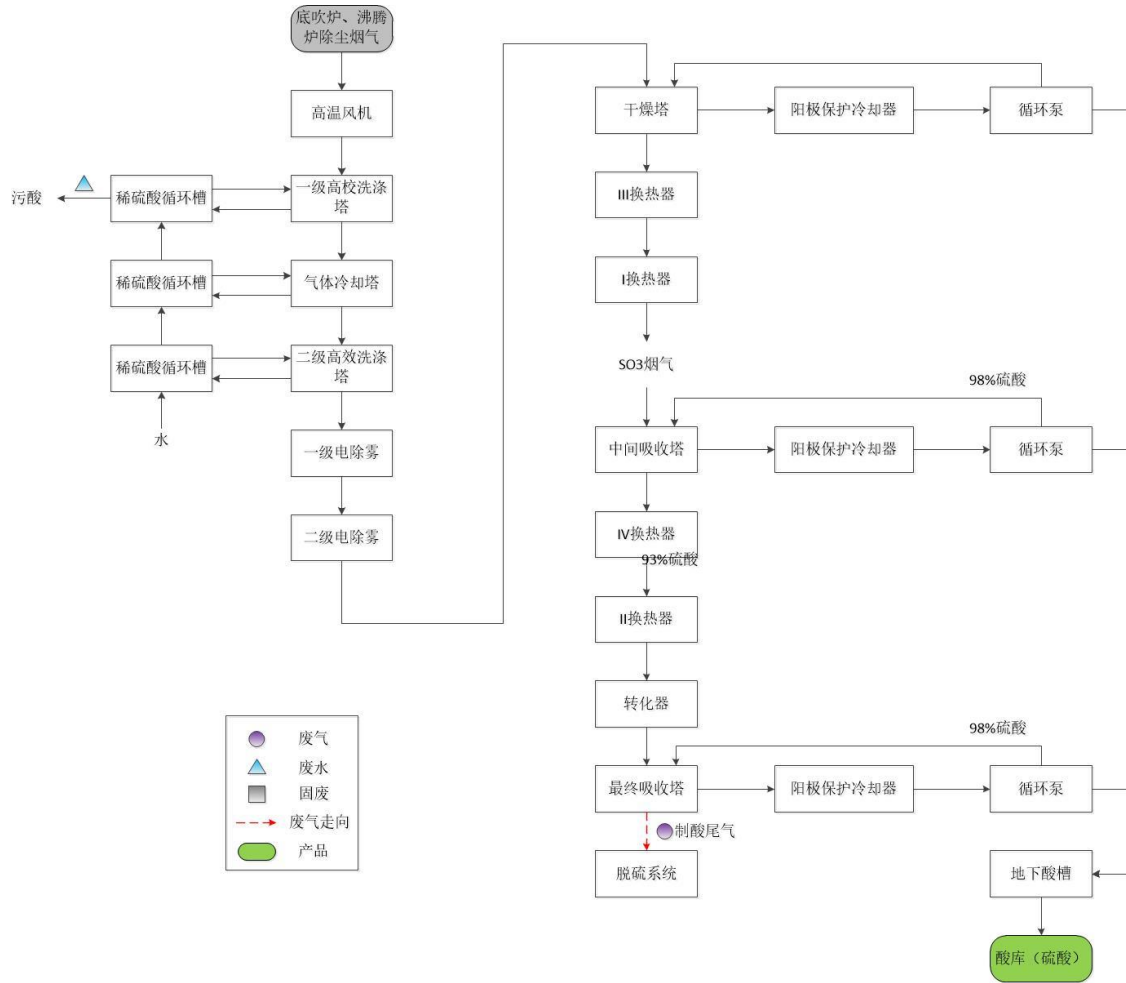 底吹炉、沸腾
炉除尘烟气
高温风机
污酸
稀硫酸循环槽
一级高校洗涤
塔
稀硫酸循环槽
气体冷却塔
稀硫酸循环槽
二级高效洗涤
塔
水
一级电除雾
二级电除雾
干燥塔
阳极保护冷却器
循环泵
III换热器
I换热器
SO3烟气
98%硫酸
中间吸收塔
阳极保护冷却器
循环泵
IV换热器
93%硫酸
II换热器
转化器
98%硫酸
最终吸收塔
阳极保护冷却器
循环泵
制酸尾气
脱硫系统
地下酸槽
酸库（硫酸）
废气
废水
固废
废气走向
产品